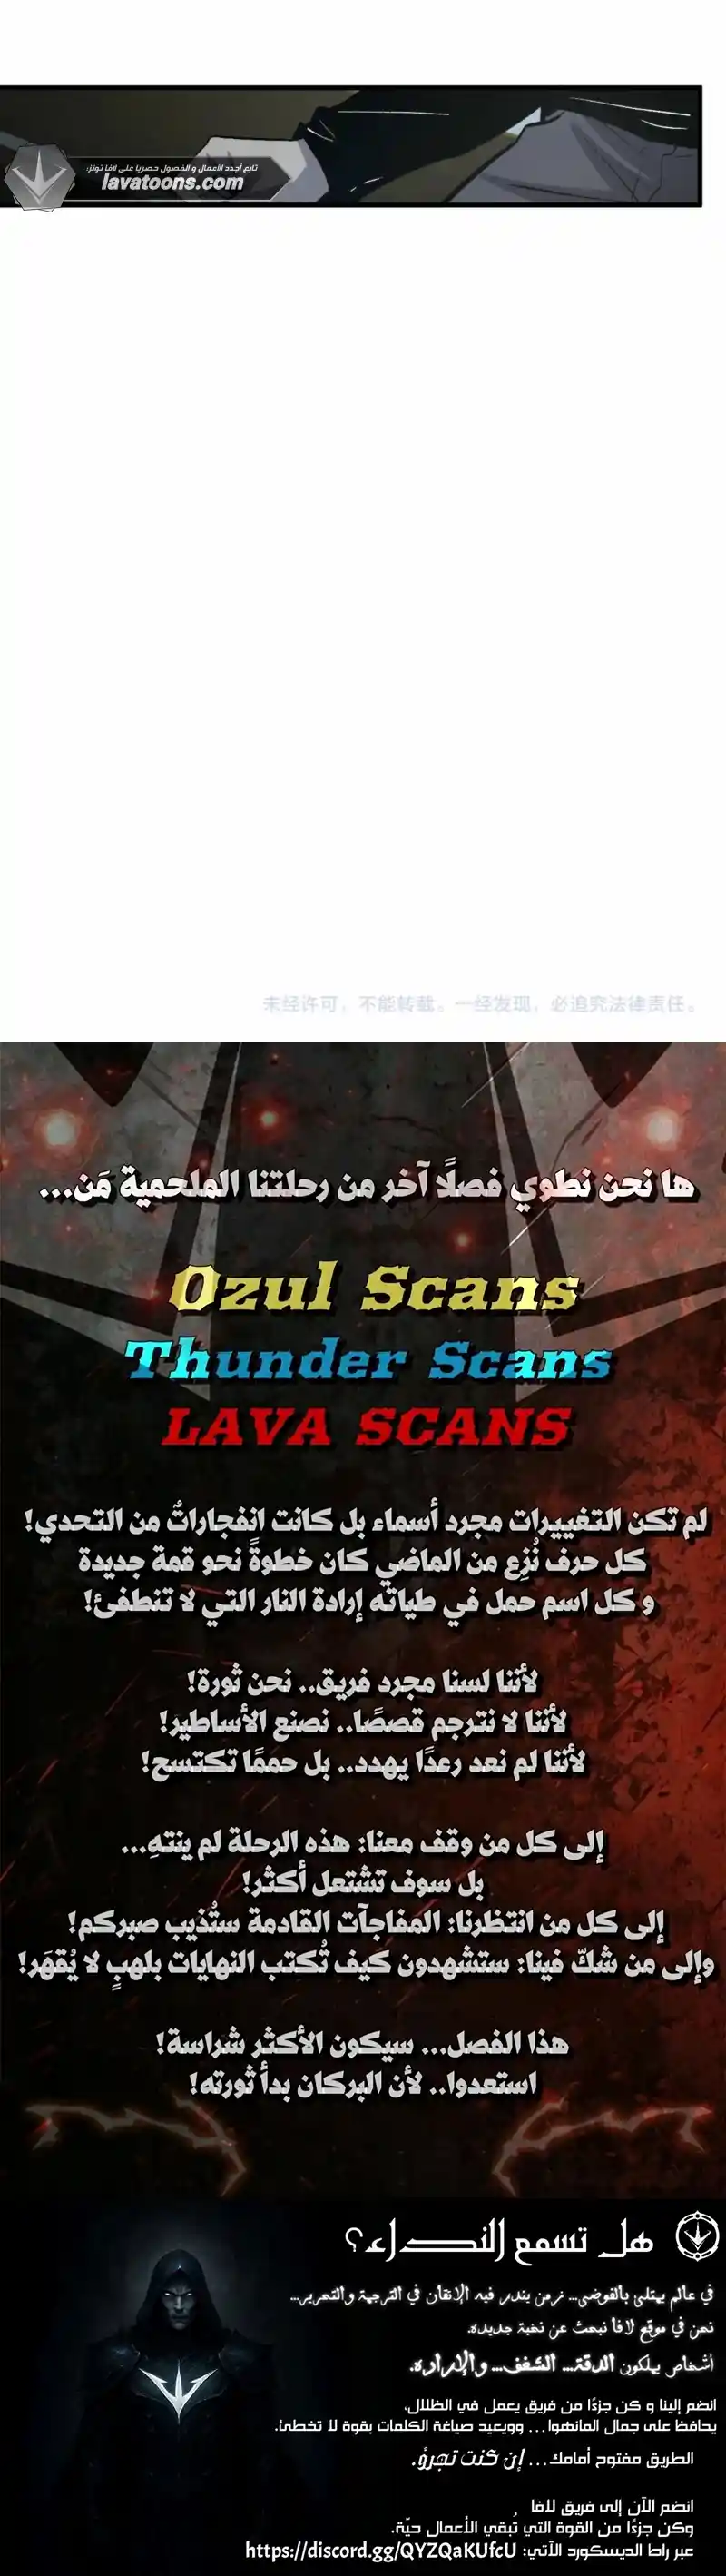 تابع أجدد الأعمال و الفصول حصريا على لافا تونز:
lavatoons.com
未经许可，不能转载。一经发现，必追究法律责任。
ها نحن نطوي فصلًا آخر من رحلتنا الملحمية مَن...
Ozul Scans
Thunder Scans
LAVA SCANS
لم تكن التغييرات مجرد أسماء بل كانت انفجاراتٌ من التحدي!
كل حرف نُزِع من الماضي كان خطوةً نحو قمة جديدة
و كل اسم حمل في طياته إرادة النار التي لا تنطفئ!
لأننا لسنا مجرد فريق.. نحن ثورة!
لأننا لا نترجم قصصًا.. نصنع الأساطير!
لأننا لم نعد رعدًا يهدد.. بل حممًا تكتسح!
إلى كل من وقف معنا: هذه الرحلة لم ينتهِ...
بل سوف تشتعل أكثر!
إلى كل من انتظرنا: المفاجآت القادمة ستُذيب صبركم!
وإلى من شكّ فينا: ستشهدون كيف تُكتب النهايات بلهبٍ لا يُقهَر!
هذا الفصل... سيكون الأكثر شراسة!
استعدوا.. لأن البركان بدأ ثورته!
هل تسمع النداء؟
في عالم يمتلئ بالفوضى... زمن يندر فيه الإتقان في الترجمة والتحرير...
نحن في موقع لافا نبحث عن نخبة جديدة.
أشخاص يملكون الدقة... الشغف... والإرادة.
انضم إلينا و كن جزءًا من فريق يعمل في الظلال،
يحافظ على جمال المانهوا... وويعيد صياغة الكلمات بقوة لا تخطئ.
الطريق مفتوح أمامك... إن كنت تجرؤ.
انضم الآن إلى فريق لافا
وكن جزءًا من القوة التي تُبقي الأعمال حيّة.
عبر راط الديسكورد الآتي: https://discord.gg/QYZQaKUfcU